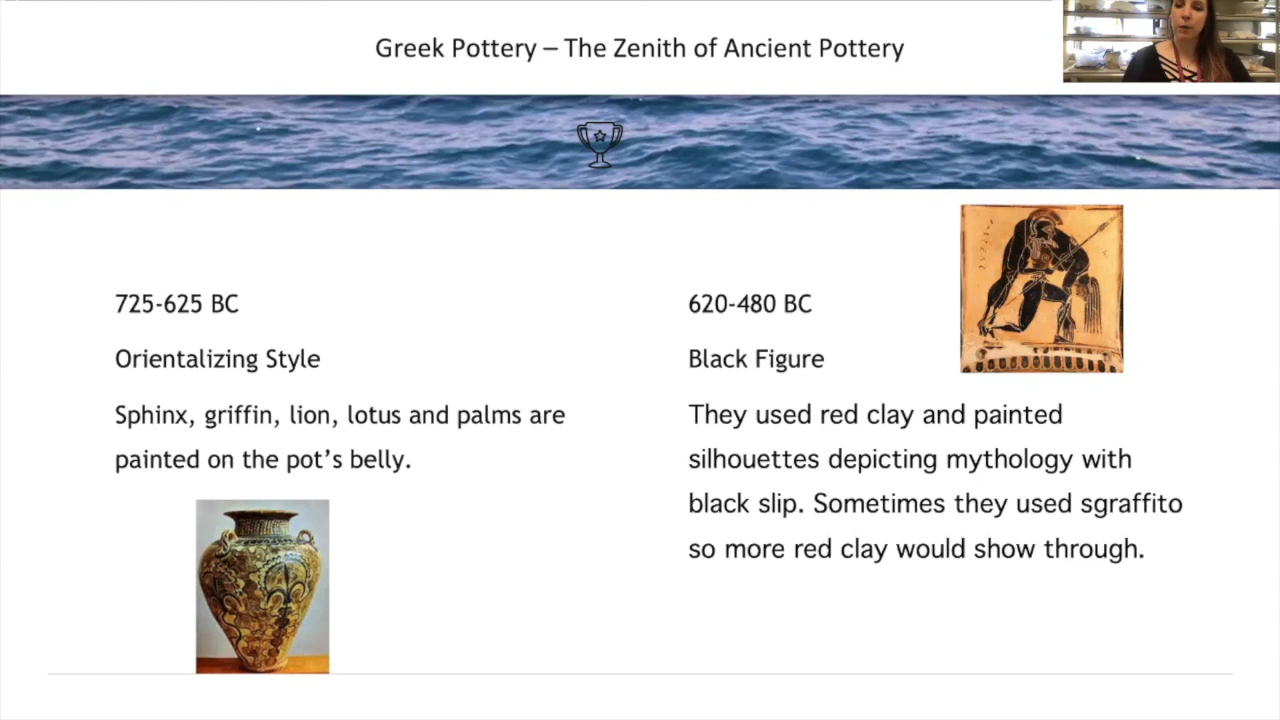 Greek Pottery – The Zenith of Ancient Pottery
725-625 BC
Orientalizing Style
Sphinx, griffin, lion, lotus and palms are
painted on the pot’s belly.
620-480 BC
Black Figure
They used red clay and painted
silhouettes depicting mythology with
black slip. Sometimes they used sgraffito
so more red clay would show through.